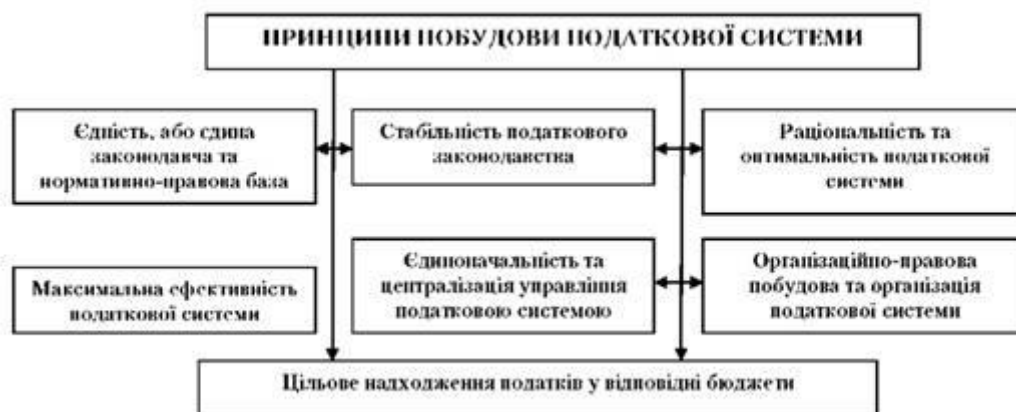 ПРИНЦИПИ ПОБУДОВИ ПОДАТКОВОЇ СИСТЕМИ
Єдність, або єдина
законодавча та
нормативно-правова база
Стабільність податкового
законодавства
Раціональність та
оптимальність податкової
системи
Максимальна ефективність
податкової системи
Єдиноначальність та
централізація управління
податковою системою
Організаційно-правова
побудова та організація
податкової системи
Цільове надходження податків у відповідні бюджети